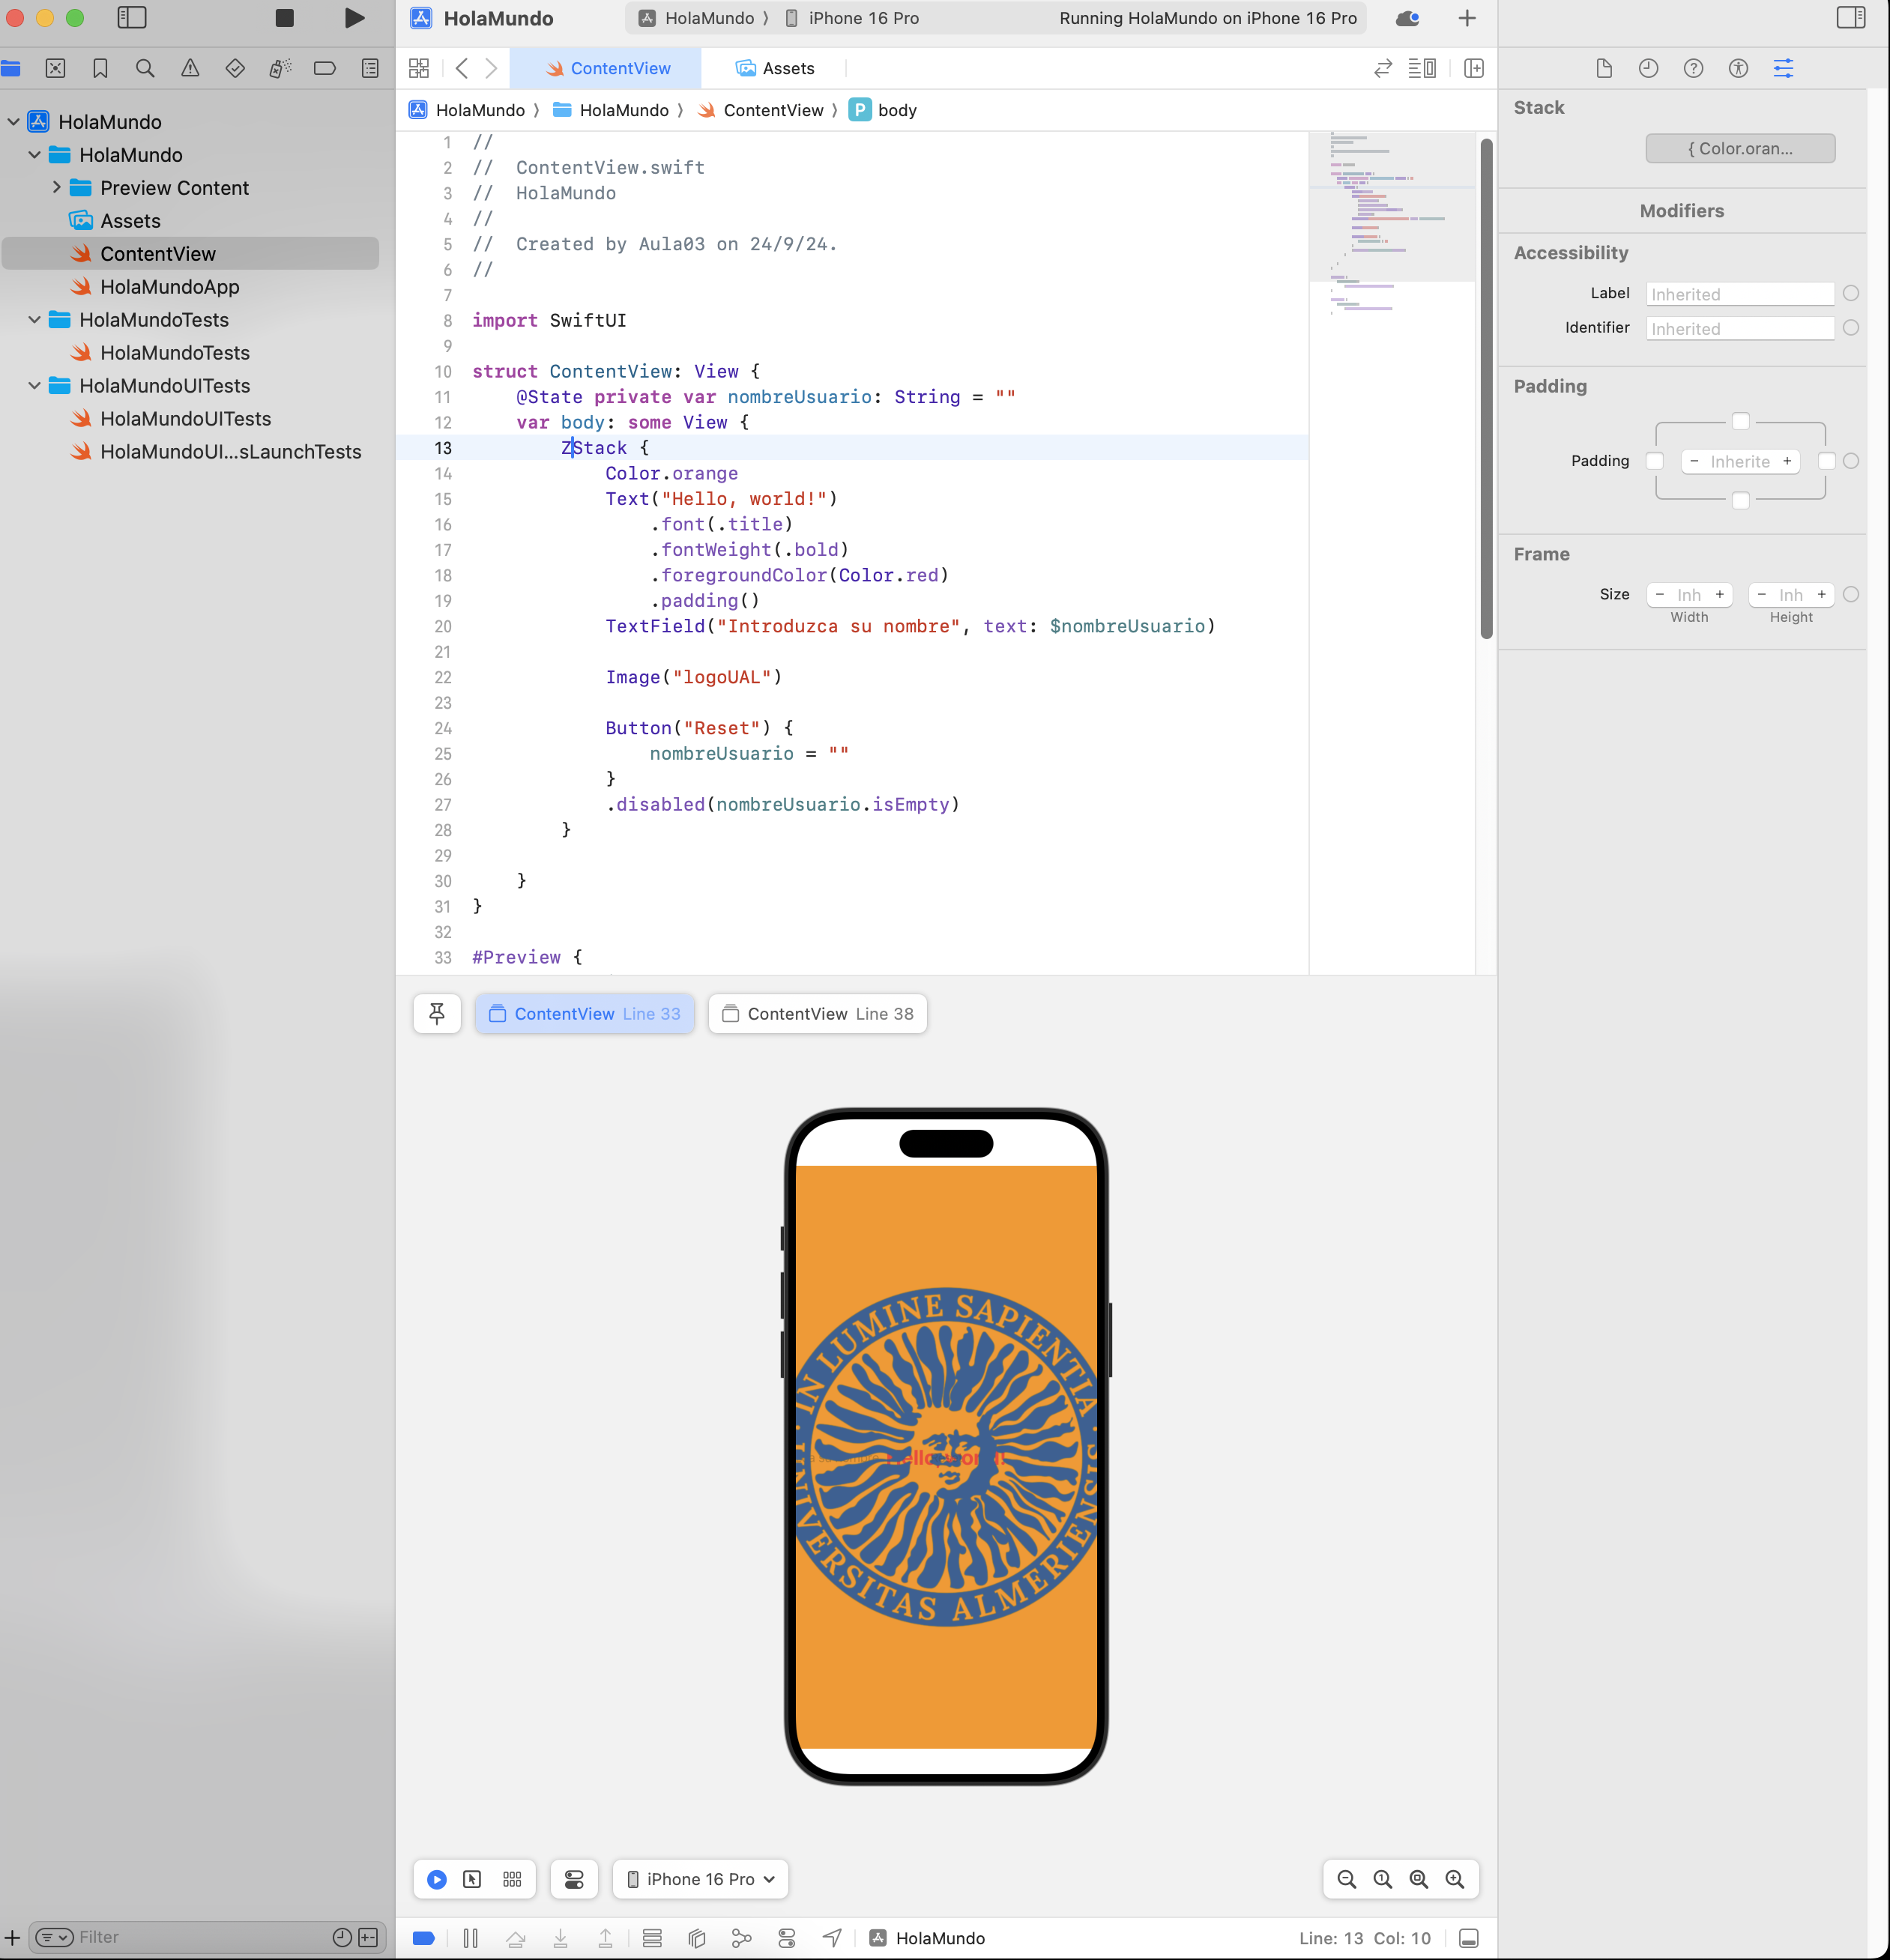 HolaMundo
HolaMundo
iPhone 16 Pro
Running HolaMundo on iPhone 16 Pro
ContentView
Assets
HolaMundo
HolaMundo
ContentView
P body
HolaMundo
HolaMundo
Preview Content
Assets
ContentView
HolaMundoApp
HolaMundoTests
HolaMundoTests
HolaMundoUITests
HolaMundoUITests
HolaMundoUI...sLaunchTests
Filter
1 //
2 //  ContentView.swift
3 //  HolaMundo
4 //
5 //  Created by Aula03 on 24/9/24.
6 //
7
8 import SwiftUI
9
10 struct ContentView: View {
11     @State private var nombreUsuario: String = ""
12     var body: some View {
13         ZStack {
14             Color.orange
15             Text("Hello, world!")
16                 .font(.title)
17                 .fontWeight(.bold)
18                 .foregroundColor(Color.red)
19                 .padding()
20             TextField("Introduzca su nombre", text: $nombreUsuario)
21
22             Image("logoUAL")
23
24             Button("Reset") {
25                 nombreUsuario = ""
26             }
27             .disabled(nombreUsuario.isEmpty)
28         }
29
30     }
31 }
32
33 #Preview {
ContentView Line 33
ContentView Line 38
IN LUMINE SAPIENTIA
VERSITAS ALMERIENSIS
iPhone 16 Pro
HolaMundo
Line: 13 Col: 10
Stack
{ Color.oran...
Modifiers
Accessibility
Label Inherited
Identifier Inherited
Padding
Padding − Inherite +
Frame
Size − Inh + − Inh +
Width Height